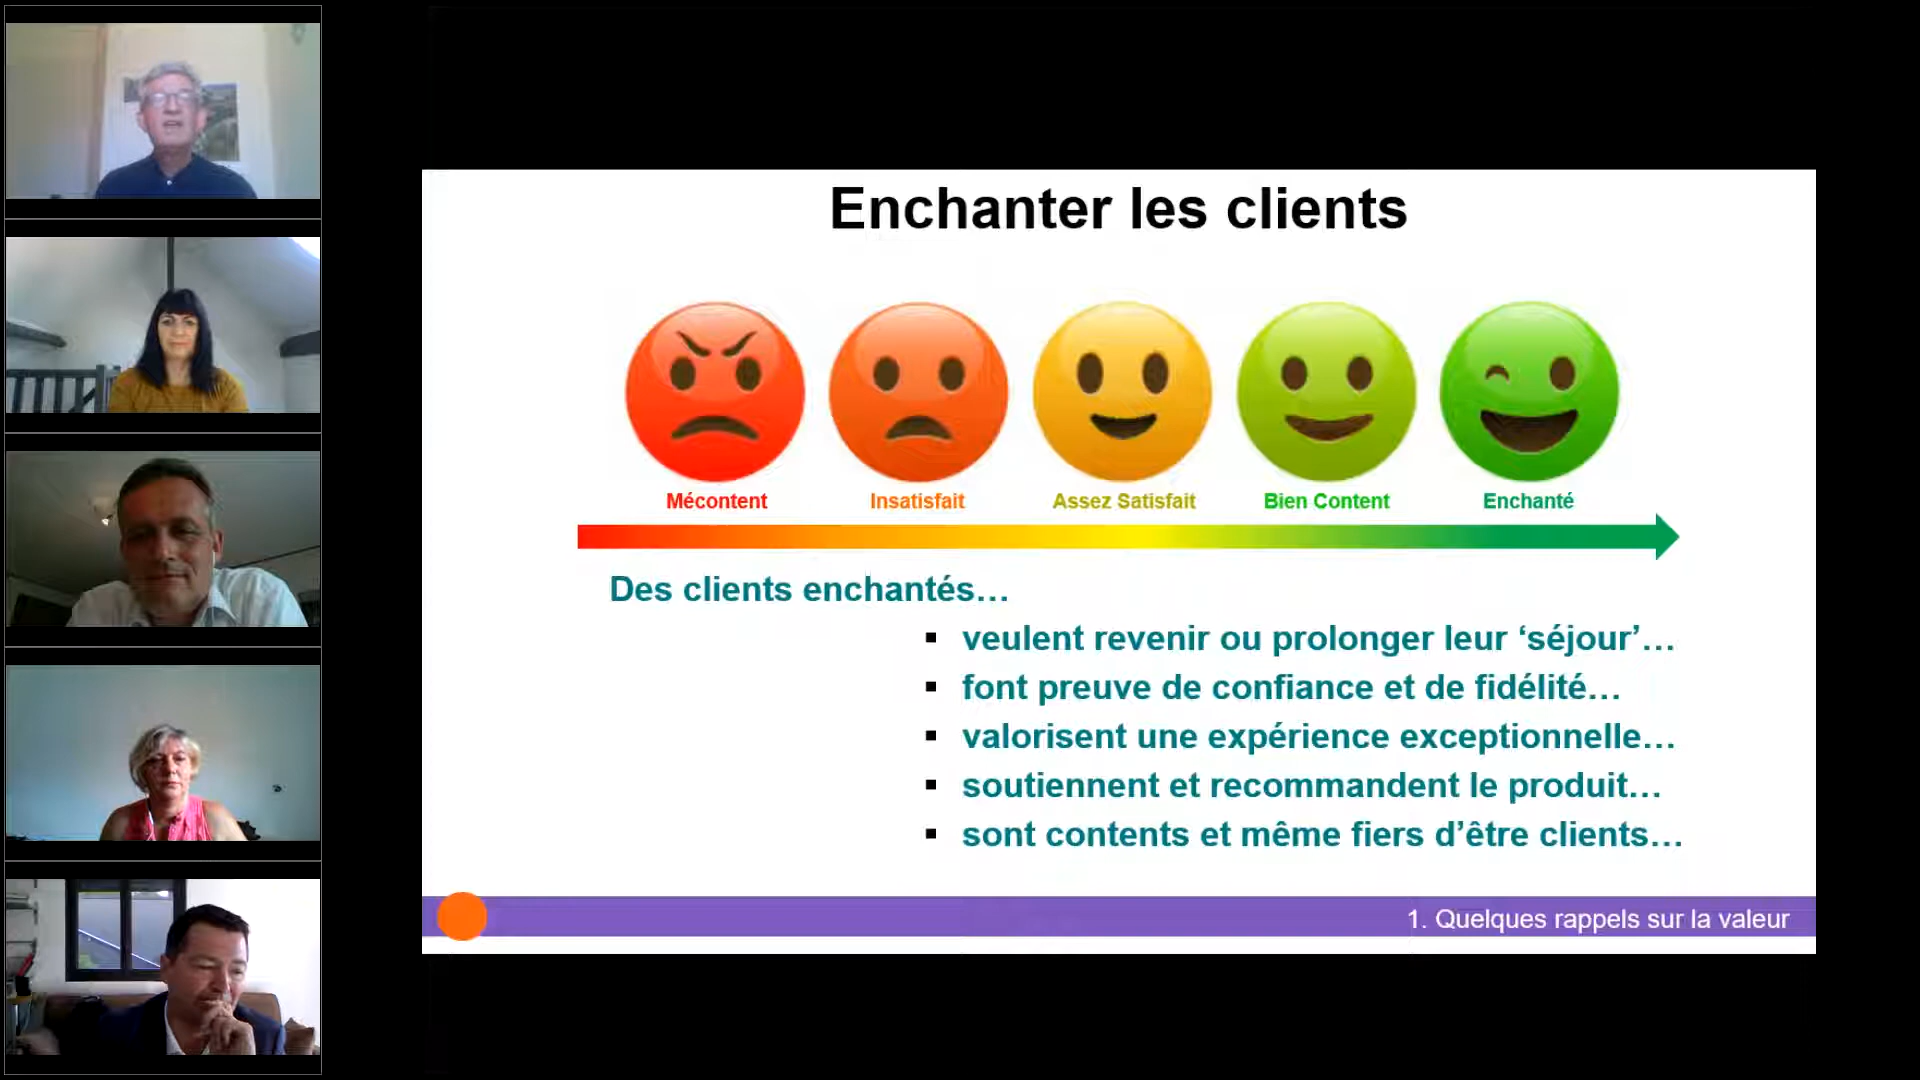 Enchanter les clients
Mécontent Insatisfait Assez Satisfait Bien Content Enchanté
Des clients enchantés…
▪ veulent revenir ou prolonger leur ‘séjour’…
▪ font preuve de confiance et de fidélité…
▪ valorisent une expérience exceptionnelle…
▪ soutiennent et recommandent le produit…
▪ sont contents et même fiers d’être clients…
1. Quelques rappels sur la valeur